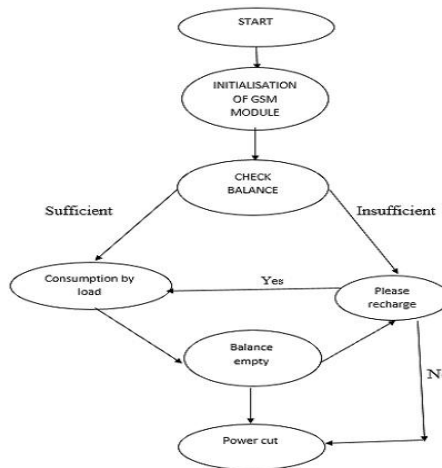 START
INITIALISATION
OF GSM
MODULE
CHECK
BALANCE
Sufficient
Insufficient
Consumption by
load
Yes
Please
recharge
Balance
empty
N
Power cut